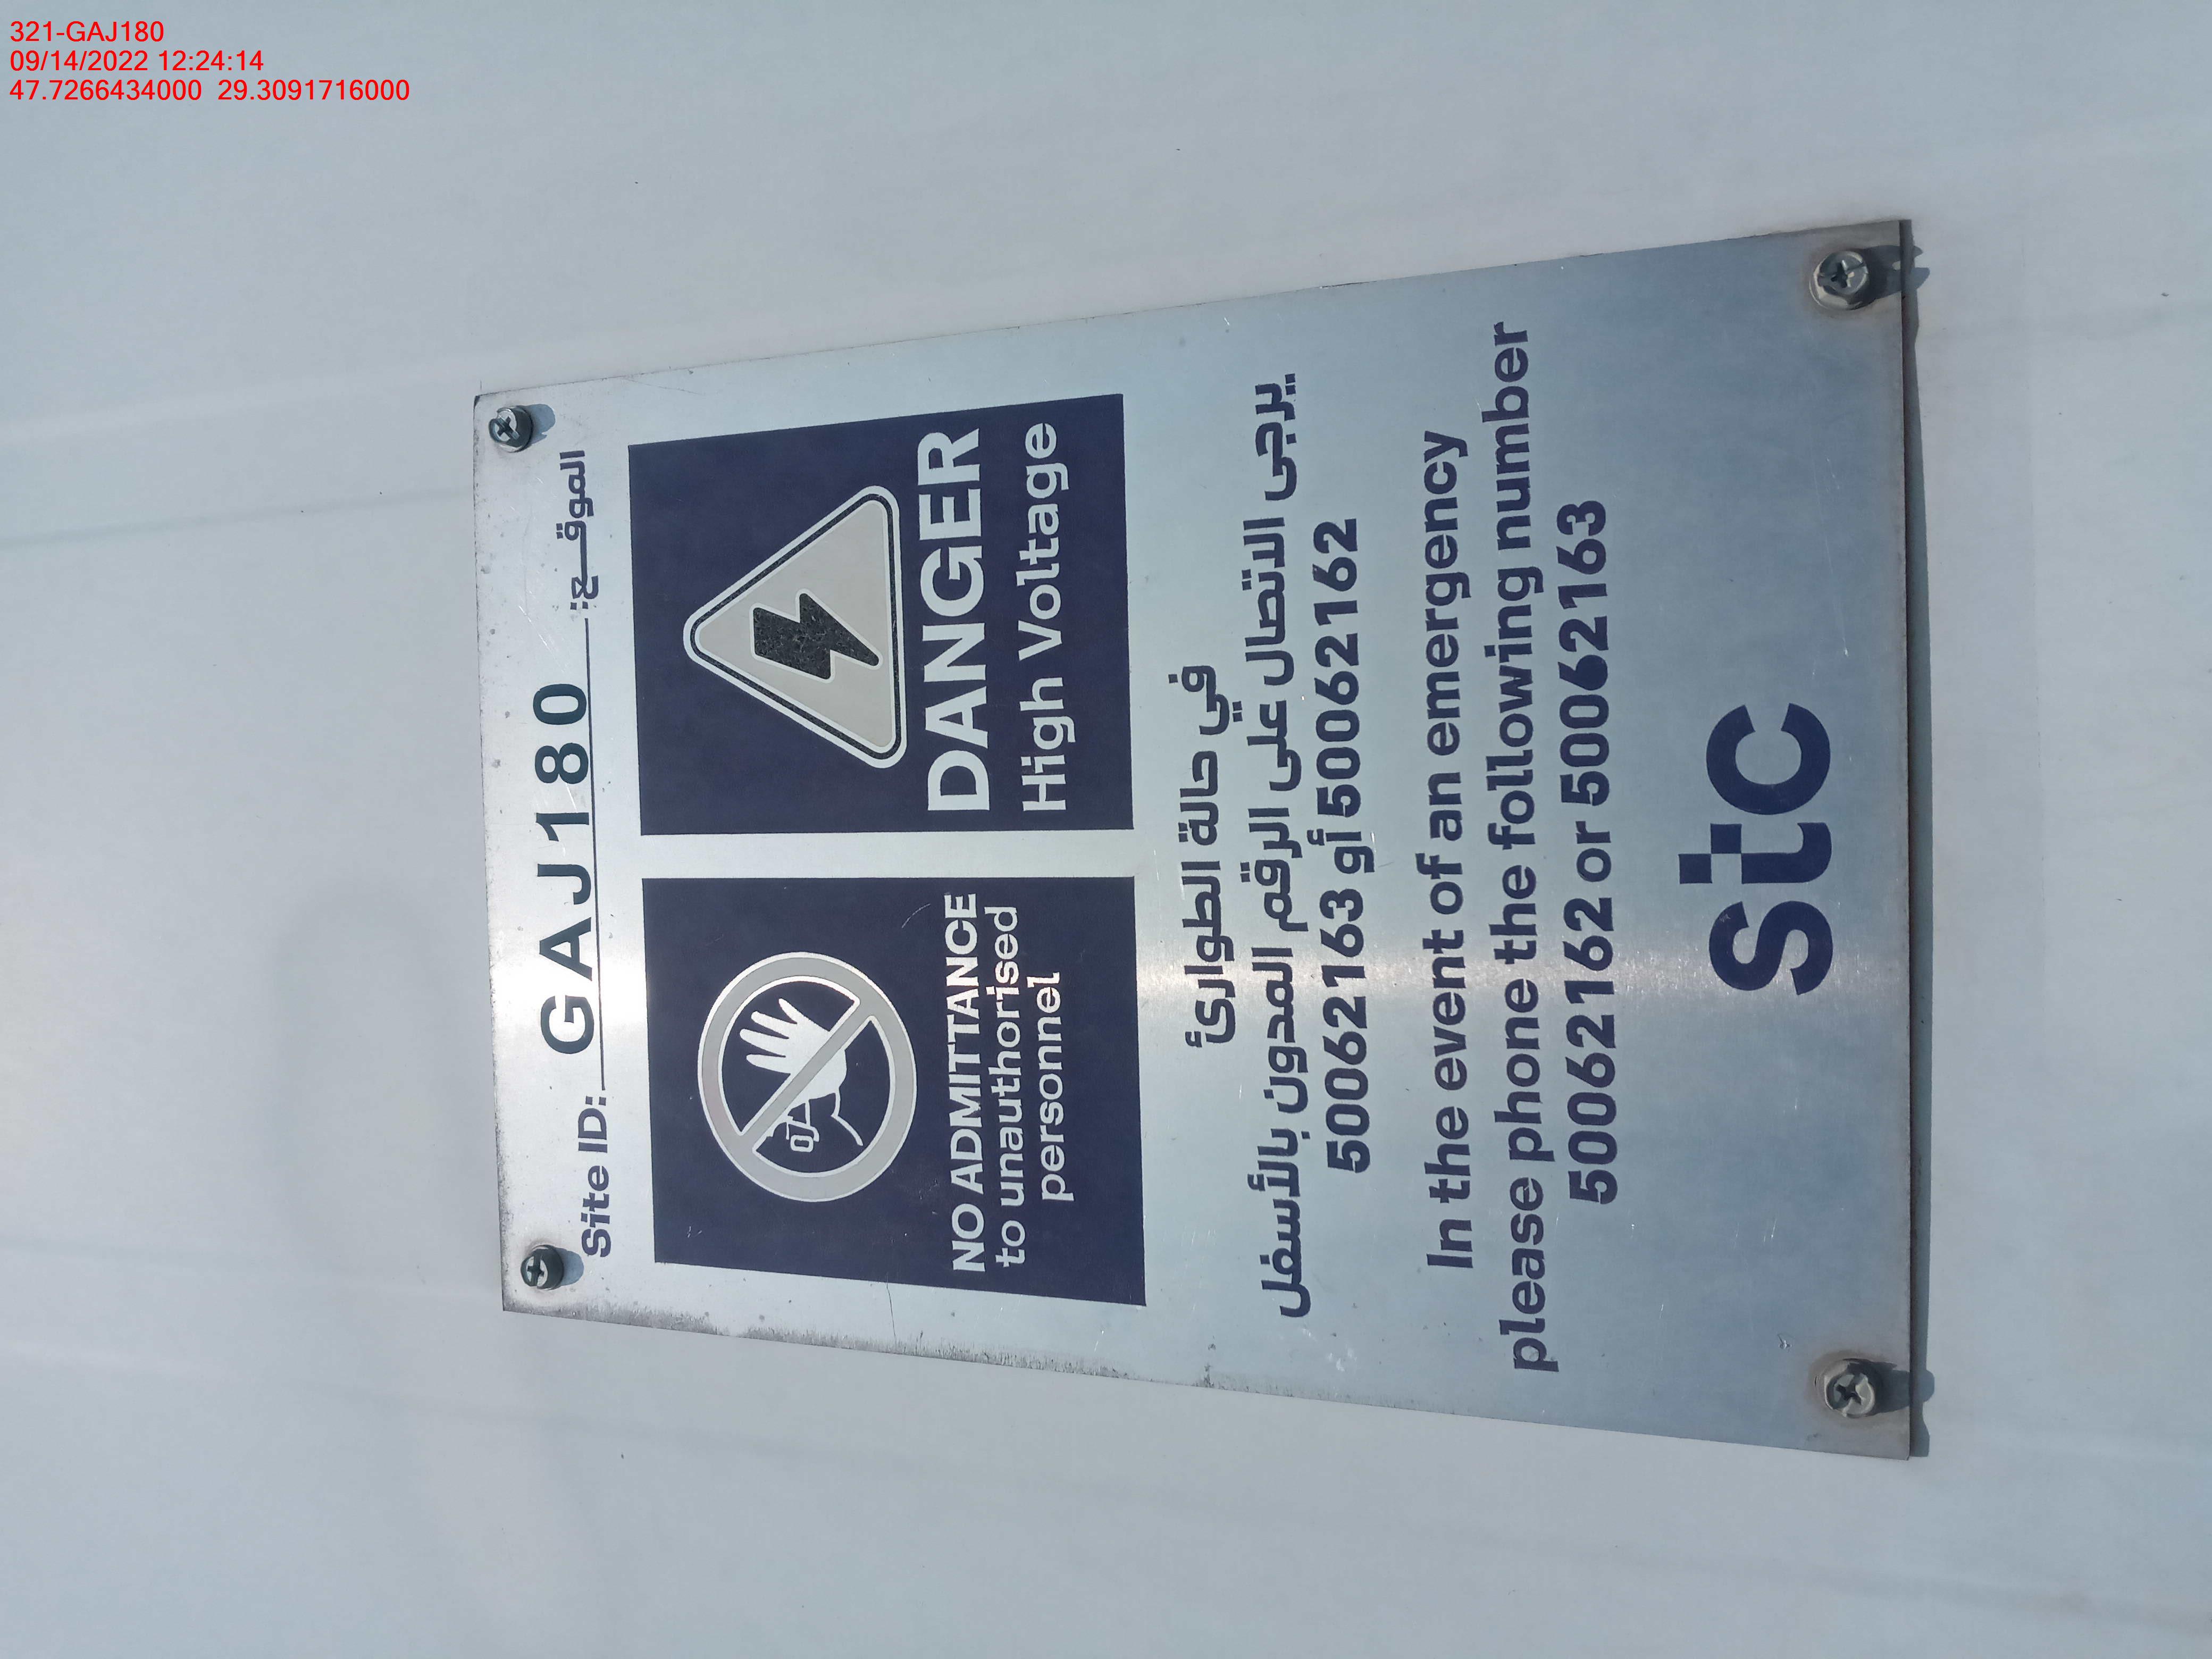 321-GAJ180
09/14/2022 12:24:14
47.7266434000 29.3091716000
Site ID: GAJ180 الموقــع:
NO ADMITTANCE
to unauthorised
personnel
DANGER
High Voltage
في حالة الطوارئ
يرجى الاتصال على الرقم المدون بالأسفل
50062163 أو 50062162
In the event of an emergency
please phone the following number
50062162 or 50062163
stc